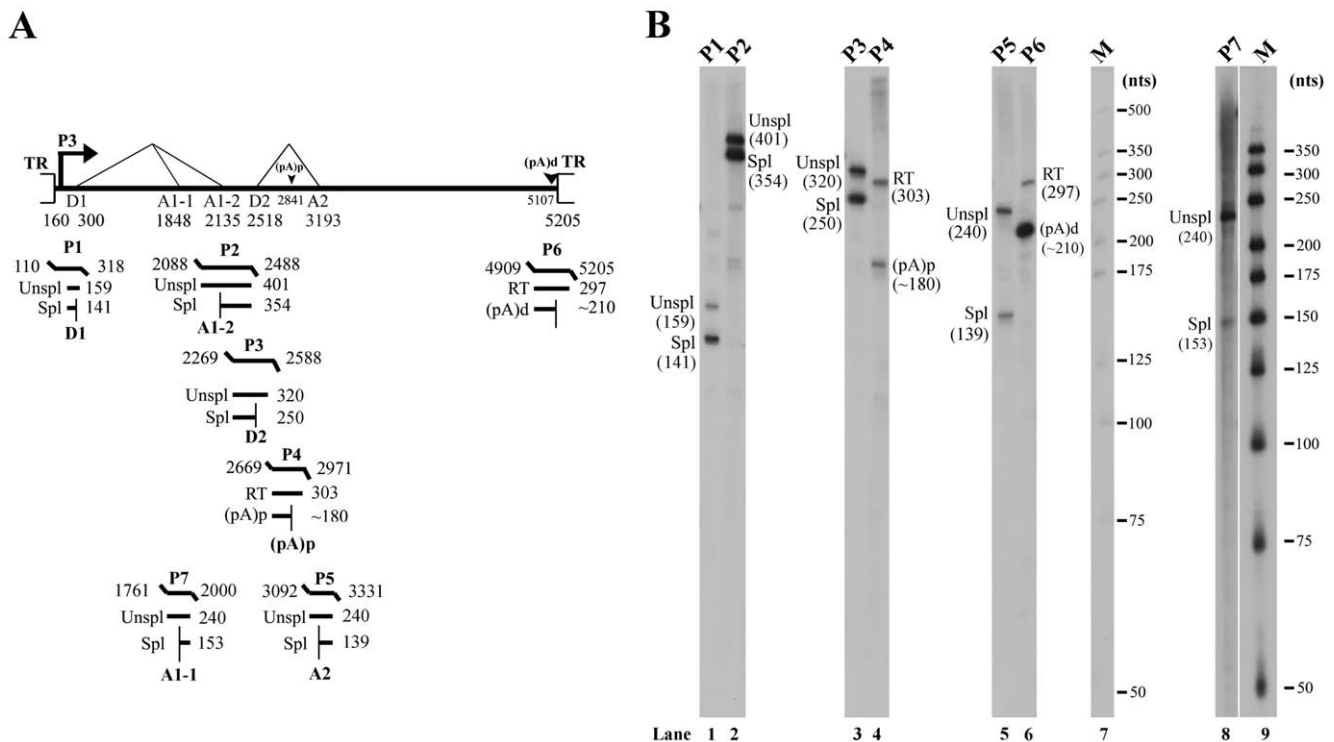 A
P3
(pA)p
(pA)d
TR
TR
D1
A1-1
A1-2
D2
2841
A2
5107
160
300
1848
2135
2518
3193
5205
P1
110
318
Unspl
159
Spl
141
D1
P2
2088
2488
Unspl
401
Spl
354
A1-2
P6
4909
5205
RT
297
(pA)d
~210
P3
2269
2588
Unspl
320
Spl
250
D2
P4
2669
2971
RT
303
(pA)p
~180
(pA)p
P7
1761
2000
Unspl
240
Spl
153
A1-1
P5
3092
3331
Unspl
240
Spl
139
A2
B
P1
P2
P3
P4
P5
P6
M
P7
M
Unspl
(159)
Spl
(141)
Unspl
(401)
Spl
(354)
Unspl
(320)
Spl
(250)
RT
(303)
(pA)p
(~180)
Unspl
(240)
Spl
(139)
RT
(297)
(pA)d
(~210)
(nts)
500
350
300
250
200
175
125
100
75
50
Unspl
(240)
Spl
(153)
(nts)
350
300
250
200
175
150
125
100
75
50
Lane 1 2 3 4 5 6 7 8 9